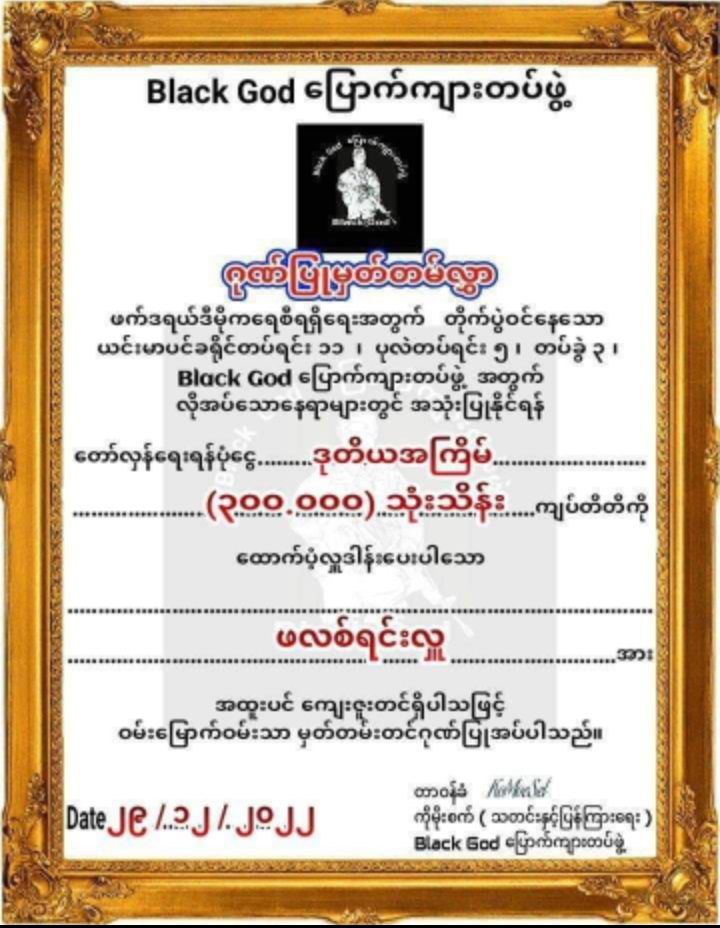 Black God ပြောက်ကျားတပ်ဖွဲ့
Black God ပြောက်ကျားတပ်ဖွဲ့
Black God
ဂုဏ်ပြုမှတ်တမ်လွှာ
ဖက်ဒရယ်ဒီမိုကရေစီရရှိရေးအတွက် တိုက်ပွဲဝင်နေသော
ယင်းမာပင်ခရိုင်တပ်ရင်း ၁၁ ၊ ပုလဲတပ်ရင်း ၅ ၊ တပ်ခွဲ ၃ ၊
Black God ပြောက်ကျားတပ်ဖွဲ့ အတွက်
လိုအပ်သောနေရာများတွင် အသုံးပြုနိုင်ရန်
တော်လှန်ရေးရန်ပုံငွေ.........ဒုတိယအကြိမ်.........................
......................(၃၀၀.၀၀၀) သုံးသိန်း.....ကျပ်တိတိကို
ထောက်ပံ့လှူဒါန်းပေးပါသော
ဖလစ်ရင်းလှူ
အား
အထူးပင် ကျေးဇူးတင်ရှိပါသဖြင့်
ဝမ်းမြောက်ဝမ်းသာ မှတ်တမ်းတင်ဂုဏ်ပြုအပ်ပါသည်။
Date ၂၉ /.၁၂ /. ၂၀၂၂
တာဝန်ခံ KoMoeSat
ကိုမိုးစက် ( သတင်းနှင့်ပြန်ကြားရေး )
Black God ပြောက်ကျားတပ်ဖွဲ့